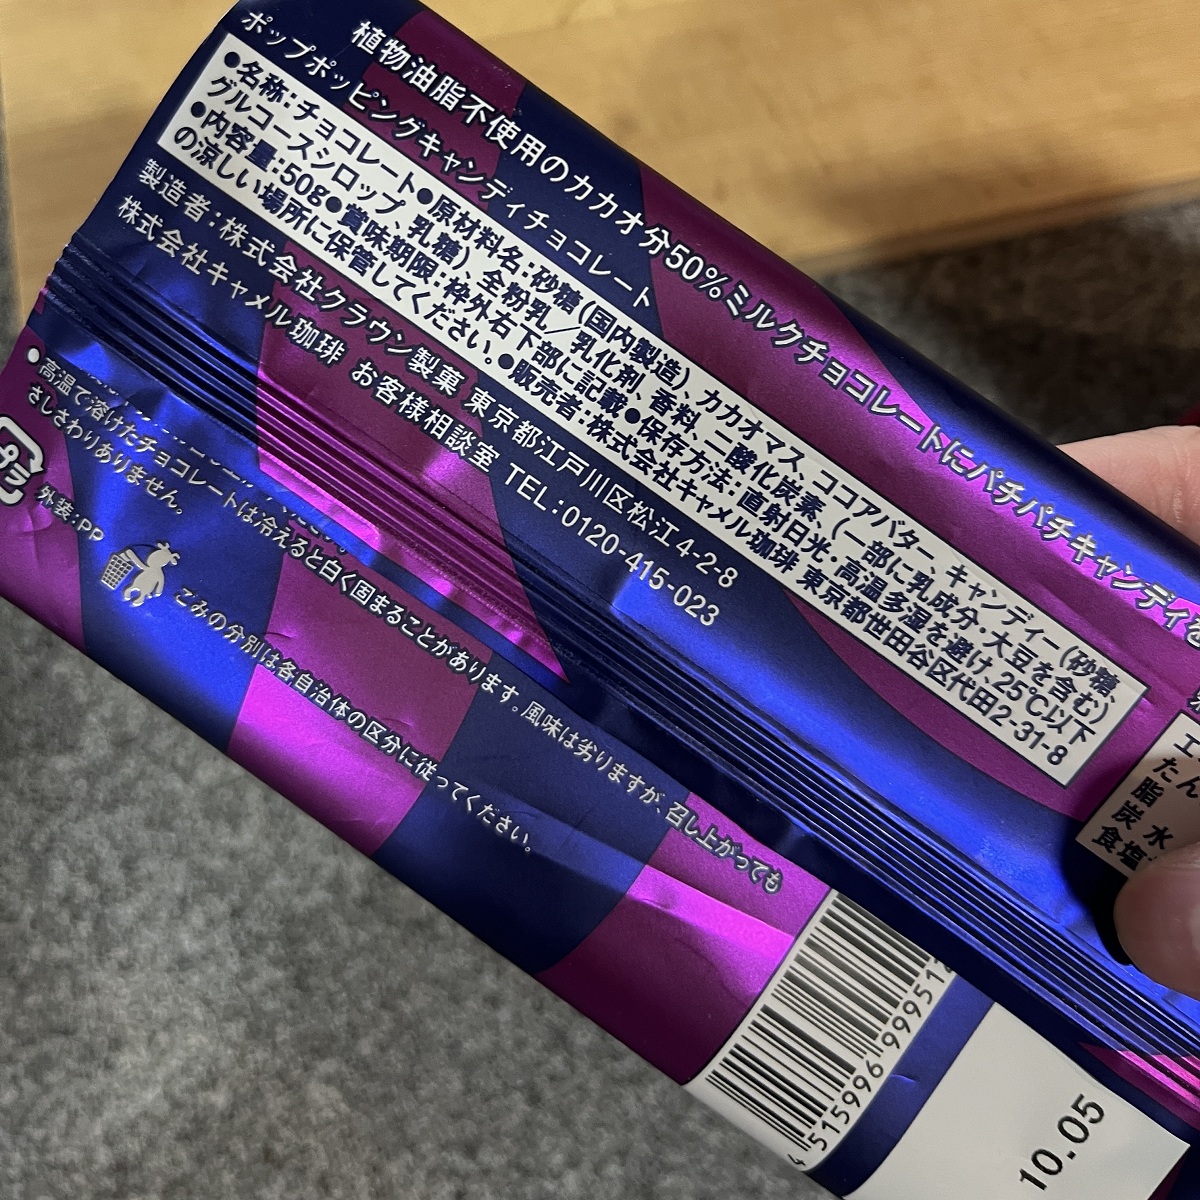 植物油脂不使用のカカオ分50%ミルクチョコレートにパチパチキャンディを
ポップポッピングキャンディチョコレート
●名称:チョコレート●原材料名:砂糖(国内製造)、カカオマス、ココアバター、キャンディー(砂糖、
グルコースシロップ、乳糖)、全粉乳/乳化剤、香料、二酸化炭素、(一部に乳成分・大豆を含む)
●内容量:50g●賞味期限:枠外右下部に記載●保存方法:直射日光・高温多湿を避け、25℃以下
の涼しい場所に保管してください。●販売者:株式会社キャメル珈琲 東京都世田谷区代田2-31-8
製造者:株式会社クラウン製菓 東京都江戸川区松江4-2-8
株式会社キャメル珈琲 お客様相談室 TEL:0120-415-023
たん
脂
炭水
食塩
●高温で溶けたチョコレートは冷えると白く固まることがあります。風味は劣りますが、召し上がっても
さしさわりありません。
プラ
外装:PP
ごみの分別は各自治体の区分に従ってください。
4 515996 999512
10.05